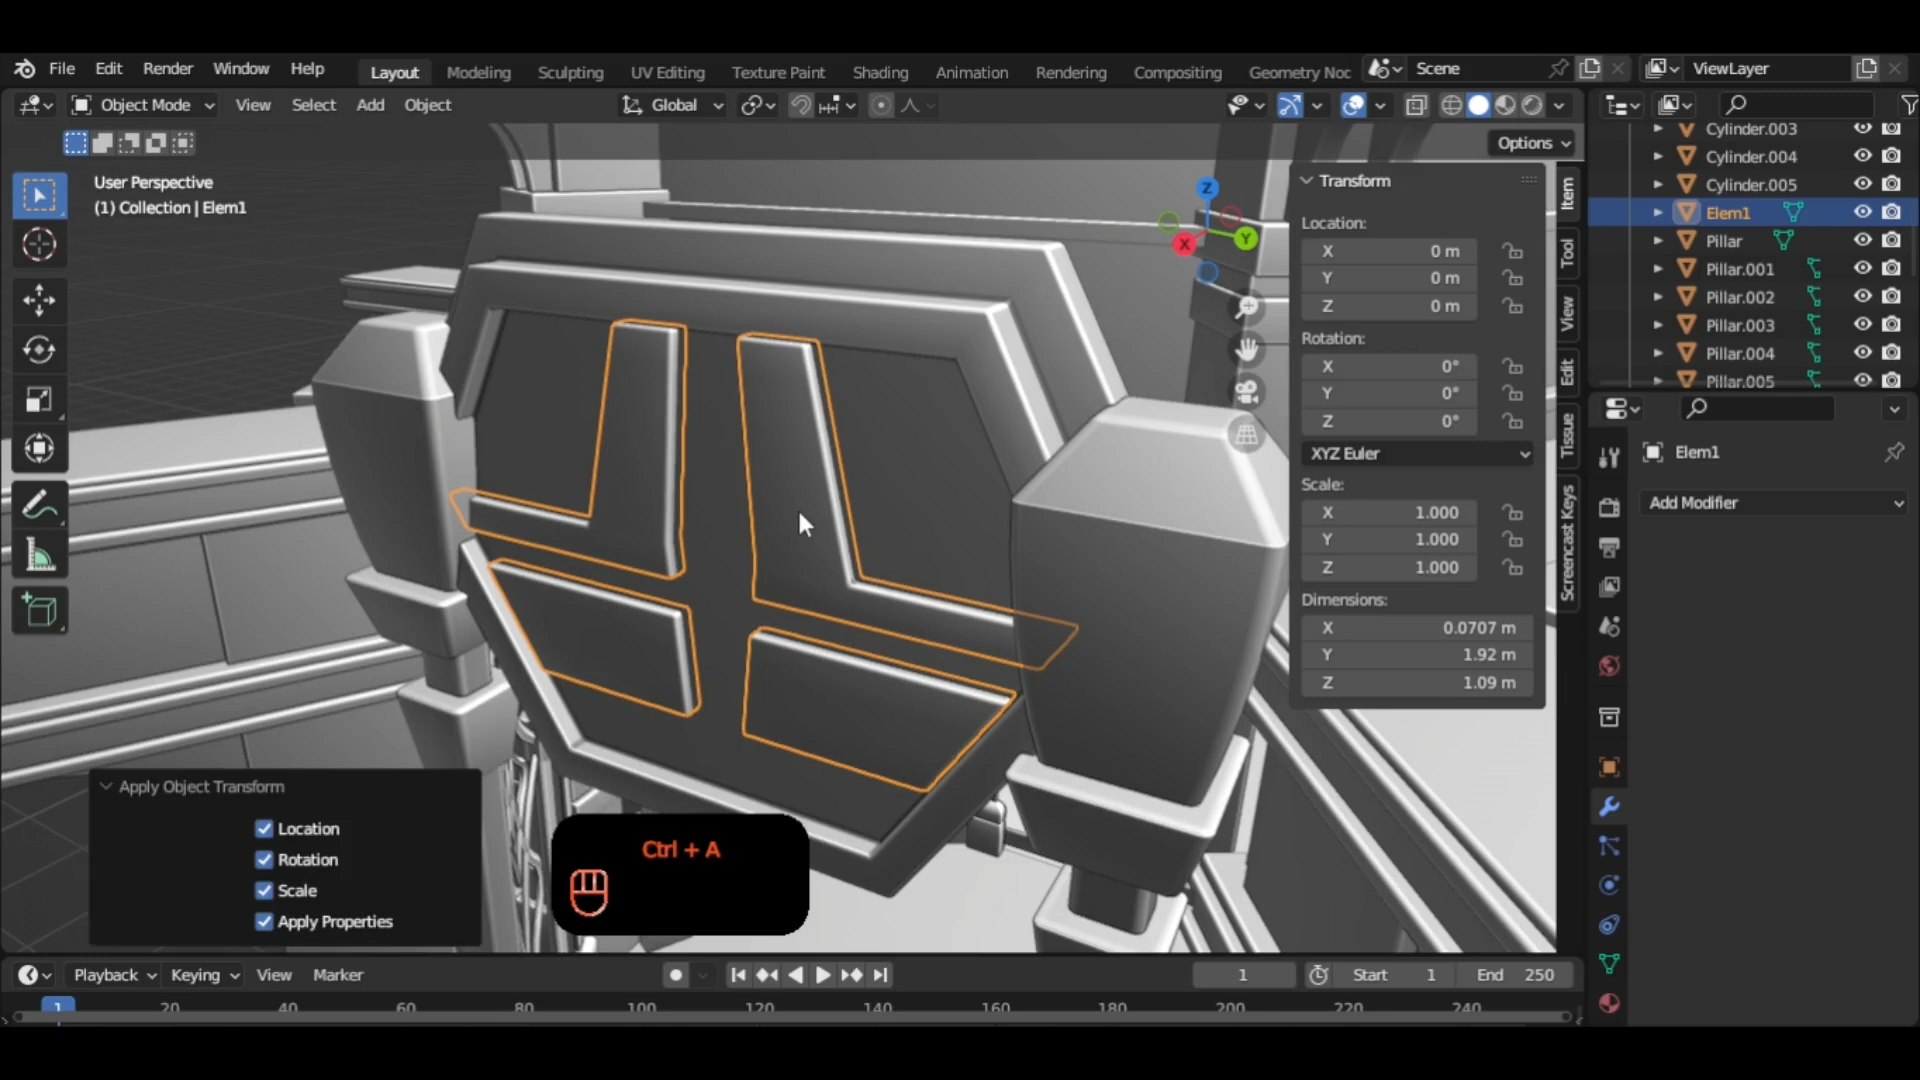 File Edit Render Window Help Layout Modeling Sculpting UV Editing Texture Paint Shading Animation Rendering Compositing Geometry Noc Scene ViewLayer
Object Mode View Select Add Object Global
Options
User Perspective
(1) Collection | Elem1
Z
Y
X
Transform
Location:
X 0 m
Y 0 m
Z 0 m
Rotation:
X 0°
Y 0°
Z 0°
XYZ Euler
Scale:
X 1.000
Y 1.000
Z 1.000
Dimensions:
X 0.0707 m
Y 1.92 m
Z 1.09 m
Item
Tool
View
Edit
Tissue
Screencast Keys
Cylinder.003
Cylinder.004
Cylinder.005
Elem1
Pillar
Pillar.001
Pillar.002
Pillar.003
Pillar.004
Pillar.005
Elem1
Add Modifier
Apply Object Transform
Location
Rotation
Scale
Apply Properties
Ctrl + A
Playback Keying View Marker 1 Start 1 End 250
1 20 40 60 80 100 120 140 160 180 200 220 240